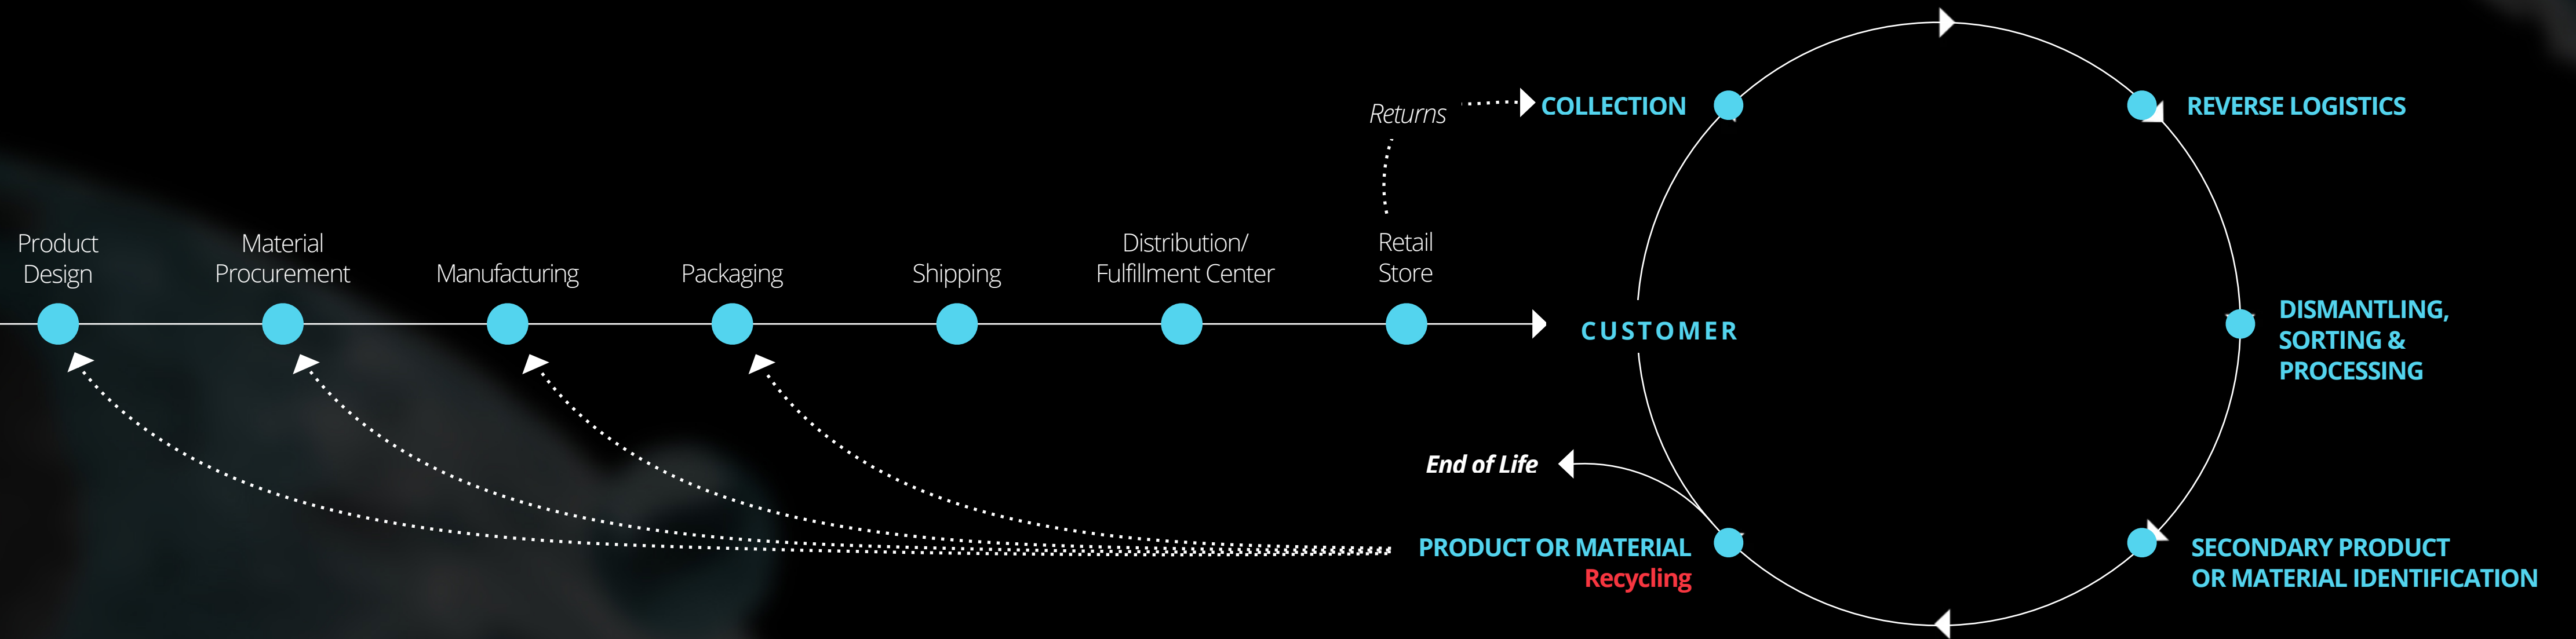 Product
Design
Material
Procurement
Manufacturing
Packaging
Shipping
Distribution/
Fulfillment Center
Retail
Store
Returns
COLLECTION
REVERSE LOGISTICS
CUSTOMER
DISMANTLING,
SORTING &
PROCESSING
End of Life
PRODUCT OR MATERIAL
Recycling
SECONDARY PRODUCT
OR MATERIAL IDENTIFICATION